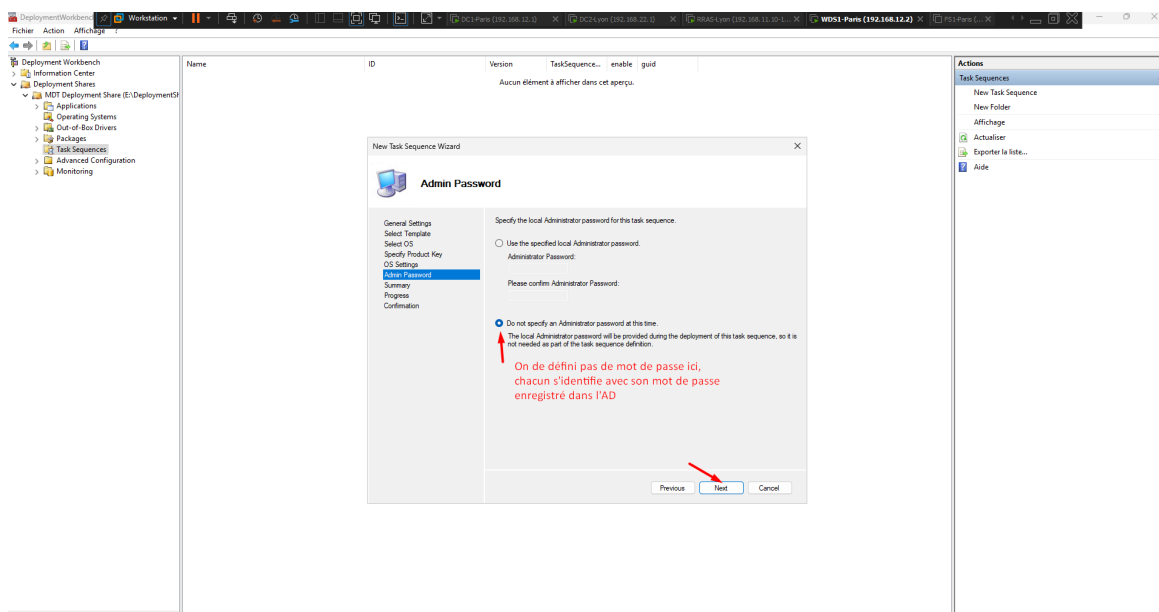 DeploymentWorkbenc
Workstation
DC1-Paris (192.168.12.1)
DC2-Lyon (192.168.22.1)
RRAS-Lyon (192.168.11.10-1...
WDS1-Paris (192.168.12.2)
FS1-Paris (...
Fichier Action Affichage ?
Deployment Workbench
Information Center
Deployment Shares
MDT Deployment Share (E:\DeploymentSh
Applications
Operating Systems
Out-of-Box Drivers
Packages
Task Sequences
Advanced Configuration
Monitoring
Name ID Version TaskSequence... enable guid
Aucun élément à afficher dans cet aperçu.
Actions
Task Sequences
New Task Sequence
New Folder
Affichage
Actualiser
Exporter la liste...
Aide
New Task Sequence Wizard
Admin Password
General Settings
Select Template
Select OS
Specify Product Key
OS Settings
Admin Password
Summary
Progress
Confirmation
Specify the local Administrator password for this task sequence.
Use the specified local Administrator password.
Administrator Password:
Please confirm Administrator Password:
Do not specify an Administrator password at this time.
The local Administrator password will be provided during the deployment of this task sequence, so it is
not needed as part of the task sequence definition.
On de défini pas de mot de passe ici,
chacun s'identifie avec son mot de passe
enregistré dans l'AD
Previous Next Cancel